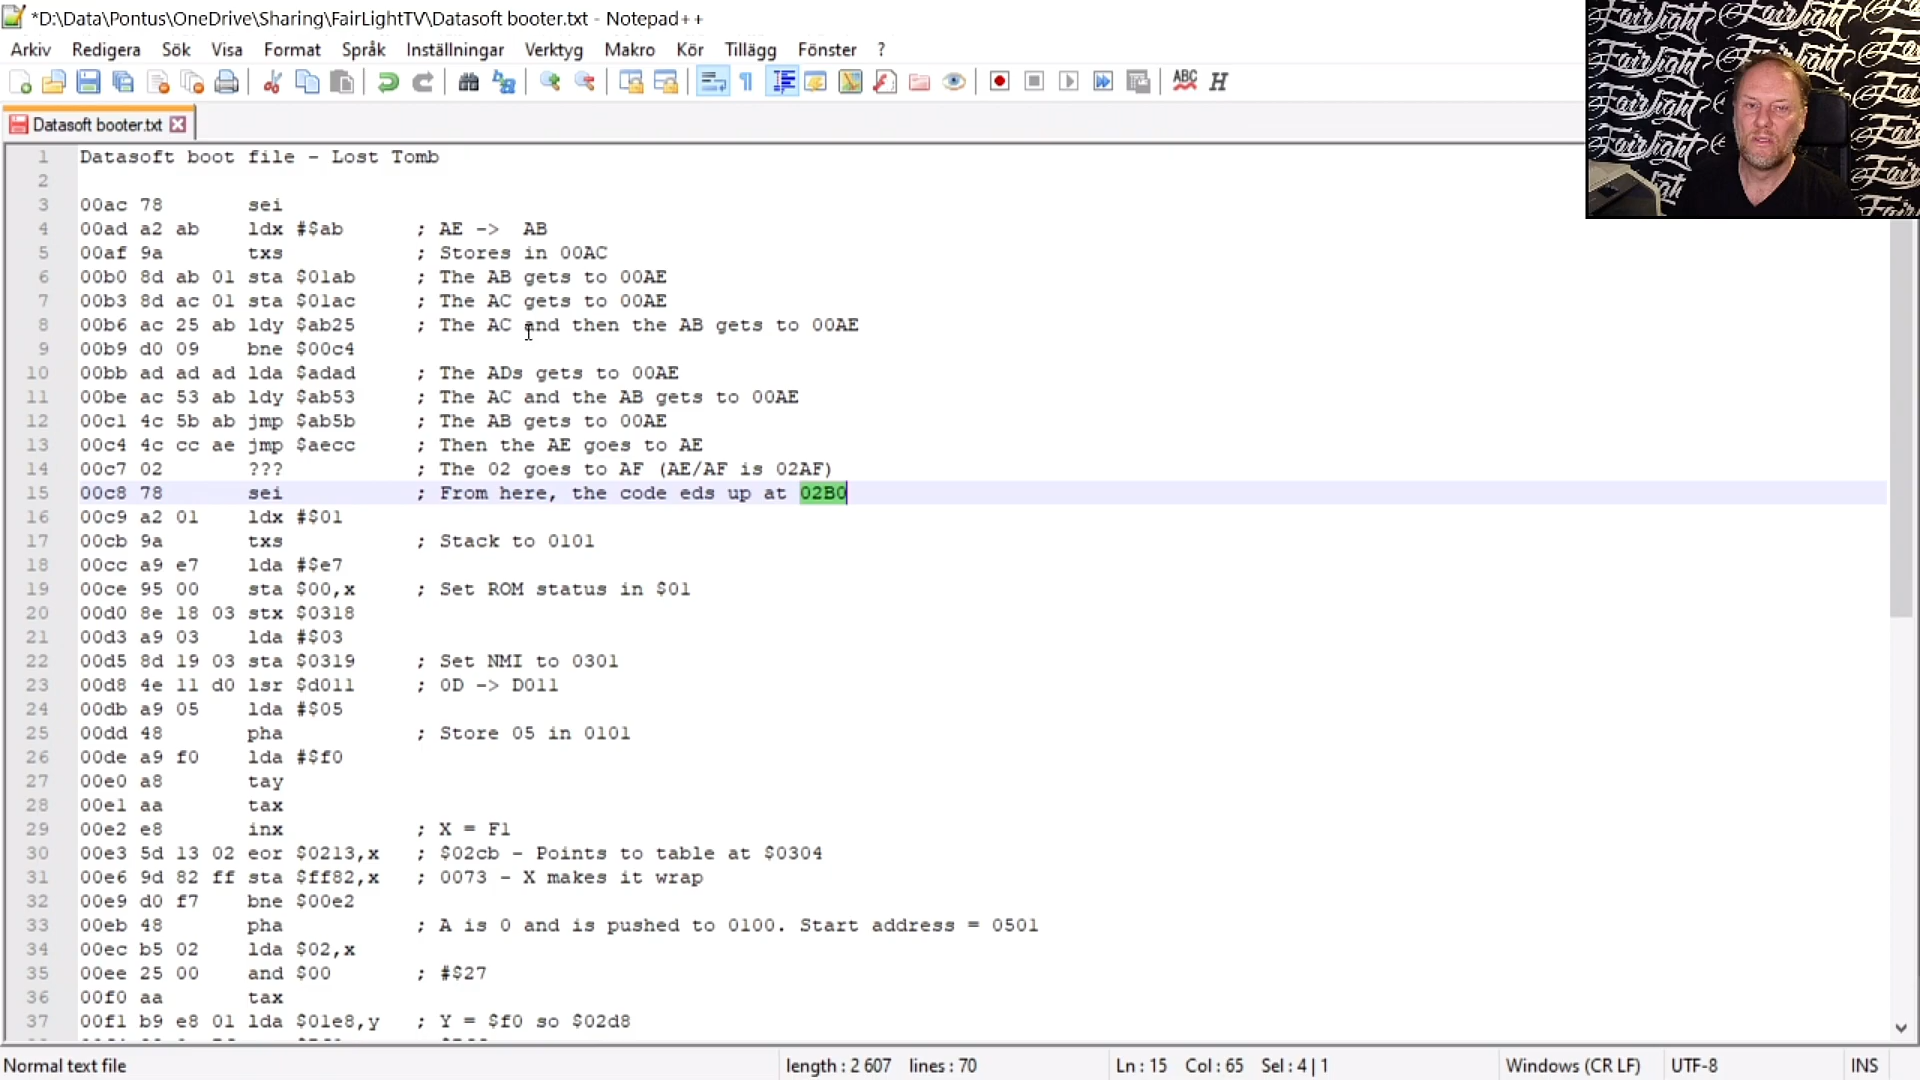 *D:\Data\Pontus\OneDrive\Sharing\FairLightTV\Datasoft booter.txt - Notepad++
Arkiv Redigera Sök Visa Format Språk Inställningar Verktyg Makro Kör Tillägg Fönster ?
ABC H
Datasoft booter.txt
1 Datasoft boot file - Lost Tomb
2
3 00ac 78 sei
4 00ad a2 ab ldx #$ab ; AE -> AB
5 00af 9a txs ; Stores in 00AC
6 00b0 8d ab 01 sta $01ab ; The AB gets to 00AE
7 00b3 8d ac 01 sta $01ac ; The AC gets to 00AE
8 00b6 ac 25 ab ldy $ab25 ; The AC and then the AB gets to 00AE
9 00b9 d0 09 bne $00c4
10 00bb ad ad ad lda $adad ; The ADs gets to 00AE
11 00be ac 53 ab ldy $ab53 ; The AC and the AB gets to 00AE
12 00c1 4c 5b ab jmp $ab5b ; The AB gets to 00AE
13 00c4 4c cc ae jmp $aecc ; Then the AE goes to AE
14 00c7 02 ??? ; The 02 goes to AF (AE/AF is 02AF)
15 00c8 78 sei ; From here, the code eds up at 02B0
16 00c9 a2 01 ldx #$01
17 00cb 9a txs ; Stack to 0101
18 00cc a9 e7 lda #$e7
19 00ce 95 00 sta $00,x ; Set ROM status in $01
20 00d0 8e 18 03 stx $0318
21 00d3 a9 03 lda #$03
22 00d5 8d 19 03 sta $0319 ; Set NMI to 0301
23 00d8 4e 11 d0 lsr $d011 ; 0D -> D011
24 00db a9 05 lda #$05
25 00dd 48 pha ; Store 05 in 0101
26 00de a9 f0 lda #$f0
27 00e0 a8 tay
28 00e1 aa tax
29 00e2 e8 inx ; X = F1
30 00e3 5d 13 02 eor $0213,x ; $02cb - Points to table at $0304
31 00e6 9d 82 ff sta $ff82,x ; 0073 - X makes it wrap
32 00e9 d0 f7 bne $00e2
33 00eb 48 pha ; A is 0 and is pushed to 0100. Start address = 0501
34 00ec b5 02 lda $02,x
35 00ee 25 00 and $00 ; #$27
36 00f0 aa tax
37 00f1 b9 e8 01 lda $01e8,y ; Y = $f0 so $02d8
Normal text file length : 2 607 lines : 70 Ln : 15 Col : 65 Sel : 4 | 1 Windows (CR LF) UTF-8 INS
Fairlight Fairlight
Fairlight Fairlight
Fairlight
Fairlight